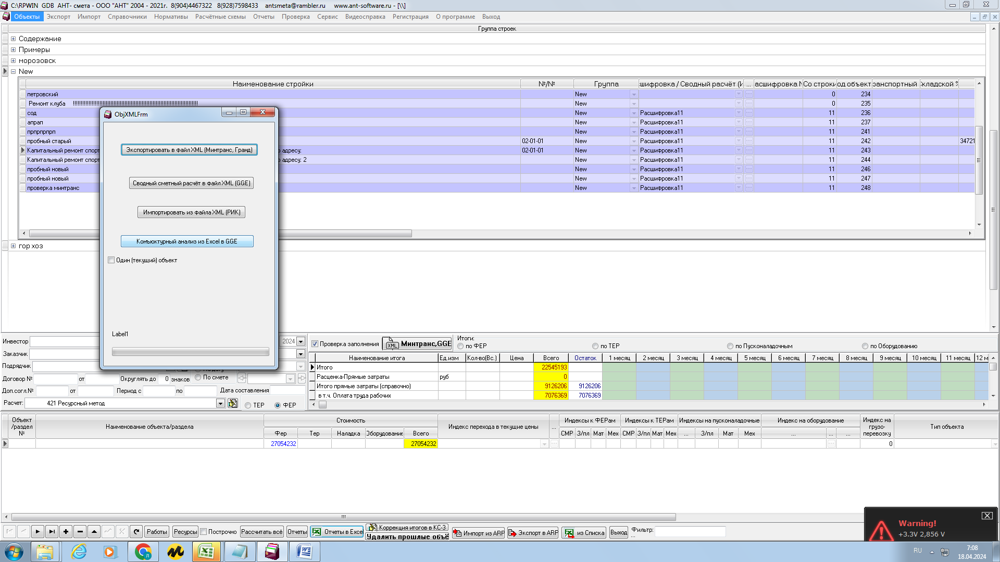 C:\RPWIN GDB АНТ- смета - ООО "АНТ" 2004 - 2021г. 8(904)4467322 8(928)7598433 antsmeta@rambler.ru www.ant-software.ru - [\\]
Объекты Экспорт Импорт Справочники Нормативы Расчётные схемы Отчеты Проверка Сервис Видеосправка Регистрация О программе Выход
Группа строек
Содержание
Примеры
морозовск
New
Наименование стройки №/№ Группа шифровка / Сводный расчёт (И ... асшифровка N Со строки од объект ранспортный кладской %
петровский New 0 234
Ремонт клуба !!!!!!!!!!!!!!!!!!!!!!!!!!!!!!!!!!!!!!!!!!!!!!!!!!!!!!!!!!!!!!!!!!!!!!!!!!!!!!!! New 0 235
сод New Расшифровка11 11 236
апрап New Расшифровка11 11 237
прпрпрпрп New Расшифровка11 11 241
пробный старый 02-01-01 New Расшифровка11 11 242 34721
Капитальный ремонт спорт адресу: 02-01-01 New Расшифровка11 11 243
Капитальный ремонт спорт адресу: 2 New Расшифровка11 11 244
пробный новый New Расшифровка11 11 246
пробный новый New Расшифровка11 11 247
проверка минтранс New Расшифровка11 11 248
гор хоз
ObjXMLFrm
Экспортировать в файл XML (Минтранс, Гранд)
Сводный сметный расчёт в файл XML (GGE)
Импортировать из файла XML (РИК)
Конъюктурный анализ из Excel в GGE
Один (текущий) объект
Label1
Инвестор 2024
Заказчик
Подрядчик
Договор № от Округлять до 0 знаков По смете
Доп.согл.№ от Период с по Дата составления
Расчет: 421 Ресурсный метод ТЕР ФЕР
Проверка заполнения XML Минтранс,GGE
Итоги:
по ФЕР по ТЕР по Пусконаладочным по Оборудованию
Наименование итога Ед.изм Кол-во(Вс.) Цена Всего Остаток 1 месяц 2 месяц 3 месяц 4 месяц 5 месяц 6 месяц 7 месяц 8 месяц 9 месяц 10 месяц 11 месяц 12 м
Итого 22545193
Расценка-Прямые затраты руб 0
Итого прямые затраты (справочно) 9126206 9126206
в т.ч. Оплата труда рабочих 7076369 7076369
Объект /раздел № Наименование объекта/раздела Стоимость Индекс перехода в текущие цены ... Индексы к ФЕРам Индексы к ТЕРам Индексы на пусконаладочные Индекс на оборудование Индекс на грузо- перевозку Тип объекта
Фер Тер Наладка Оборудование Всего СМР З/пл Мат Мех СМР З/пл Мат Мех ... З/пл Мат Мех ... ... ...
27054232 27054232 0
Работы Ресурсы Построчно Рассчитать всё Отчеты Отчеты в Exce Коррекция итогов в КС-3 Удалить прошлые объё Импорт из ARP Экспорт в ARP из Списка Выход Фильтр: ...
Warning!
+3.3V 2,856 V
RU 7:08
18.04.2024